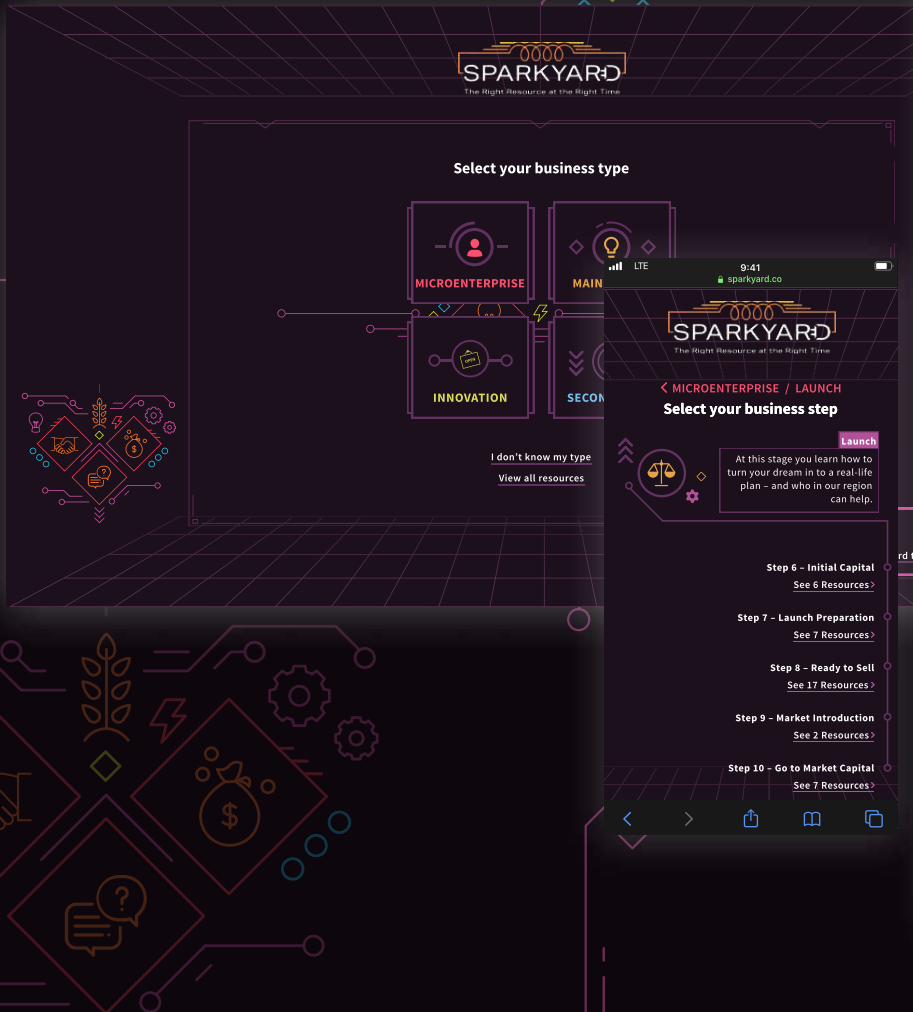 SPARKYARD
The Right Resource at the Right Time
Select your business type
MICROENTERPRISE
MAIN
OPEN
INNOVATION
SECON
I don't know my type
View all resources
LTE
9:41
sparkyard.co
SPARKYARD
The Right Resource at the Right Time
MICROENTERPRISE / LAUNCH
Select your business step
Launch
At this stage you learn how to
turn your dream in to a real-life
plan – and who in our region
can help.
Step 6 – Initial Capital
See 6 Resources
Step 7 – Launch Preparation
See 7 Resources
Step 8 – Ready to Sell
See 17 Resources
Step 9 – Market Introduction
See 2 Resources
Step 10 – Go to Market Capital
See 7 Resources